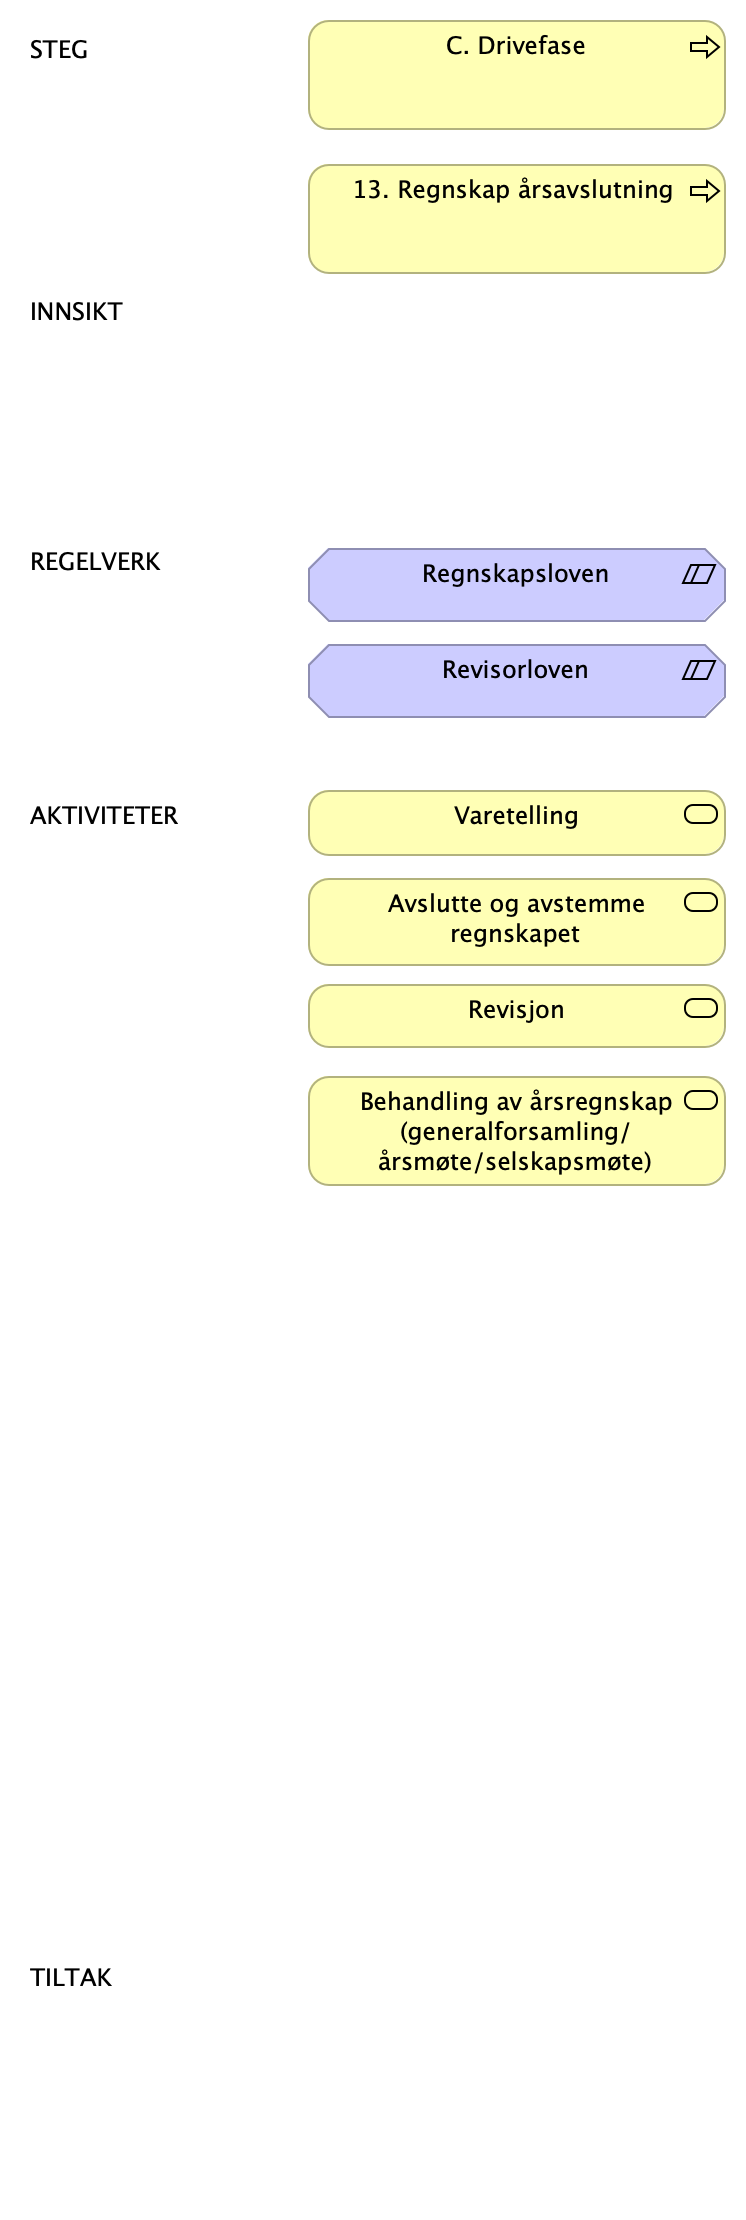 STEG
C. Drivefase
13. Regnskap årsavslutning
INNSIKT
REGELVERK
Regnskapsloven
Revisorloven
AKTIVITETER
Varetelling
Avslutte og avstemme
regnskapet
Revisjon
Behandling av årsregnskap
(generalforsamling/
årsmøte/selskapsmøte)
TILTAK